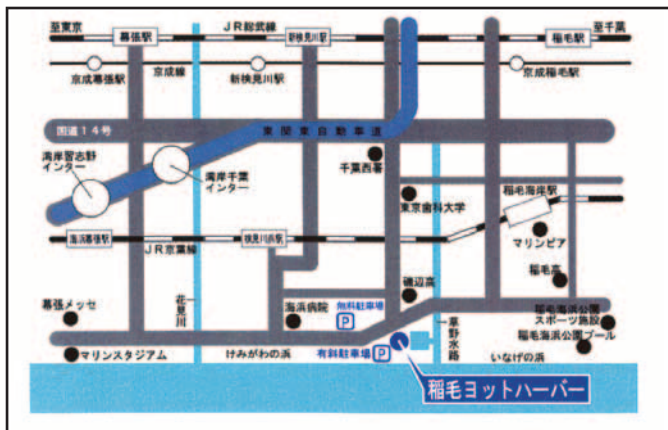 至東京
幕張駅
JR総武線
新検見川駅
稲毛駅
至千葉
京成幕張駅
京成線
新検見川駅
京成稲毛駅
国道14号
東関東自動車道
湾岸習志野
インター
湾岸千葉
インター
千葉西署
東京歯科大学
稲毛海岸駅
マリンピア
海浜幕張駅
JR京葉線
検見川浜駅
稲毛高
磯辺高
幕張メッセ
花見川
海浜病院
無料駐車場
P
稲毛海浜公園
スポーツ施設
稲毛海浜公園プール
草野水路
マリンスタジアム
けみがわの浜
有料駐車場
P
いなげの浜
稲毛ヨットハーバー